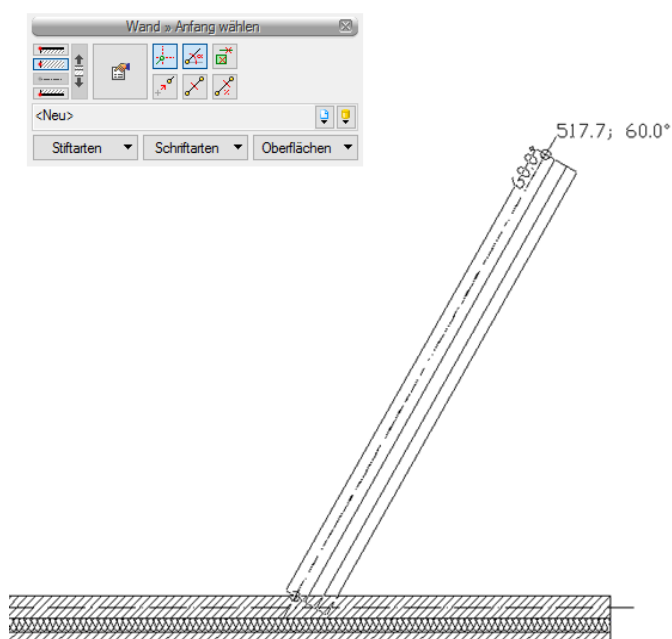 Wand » Anfang wählen
<Neu>
Stiftarten
Schriftarten
Oberflächen
517.7; 60.0°